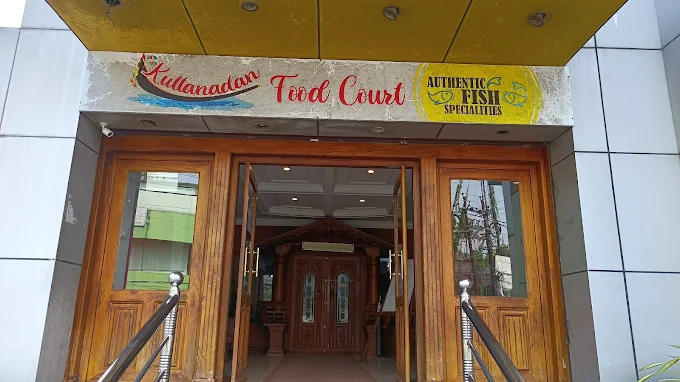 Kuttanadan Food Court
AUTHENTIC
FISH
SPECIALITIES